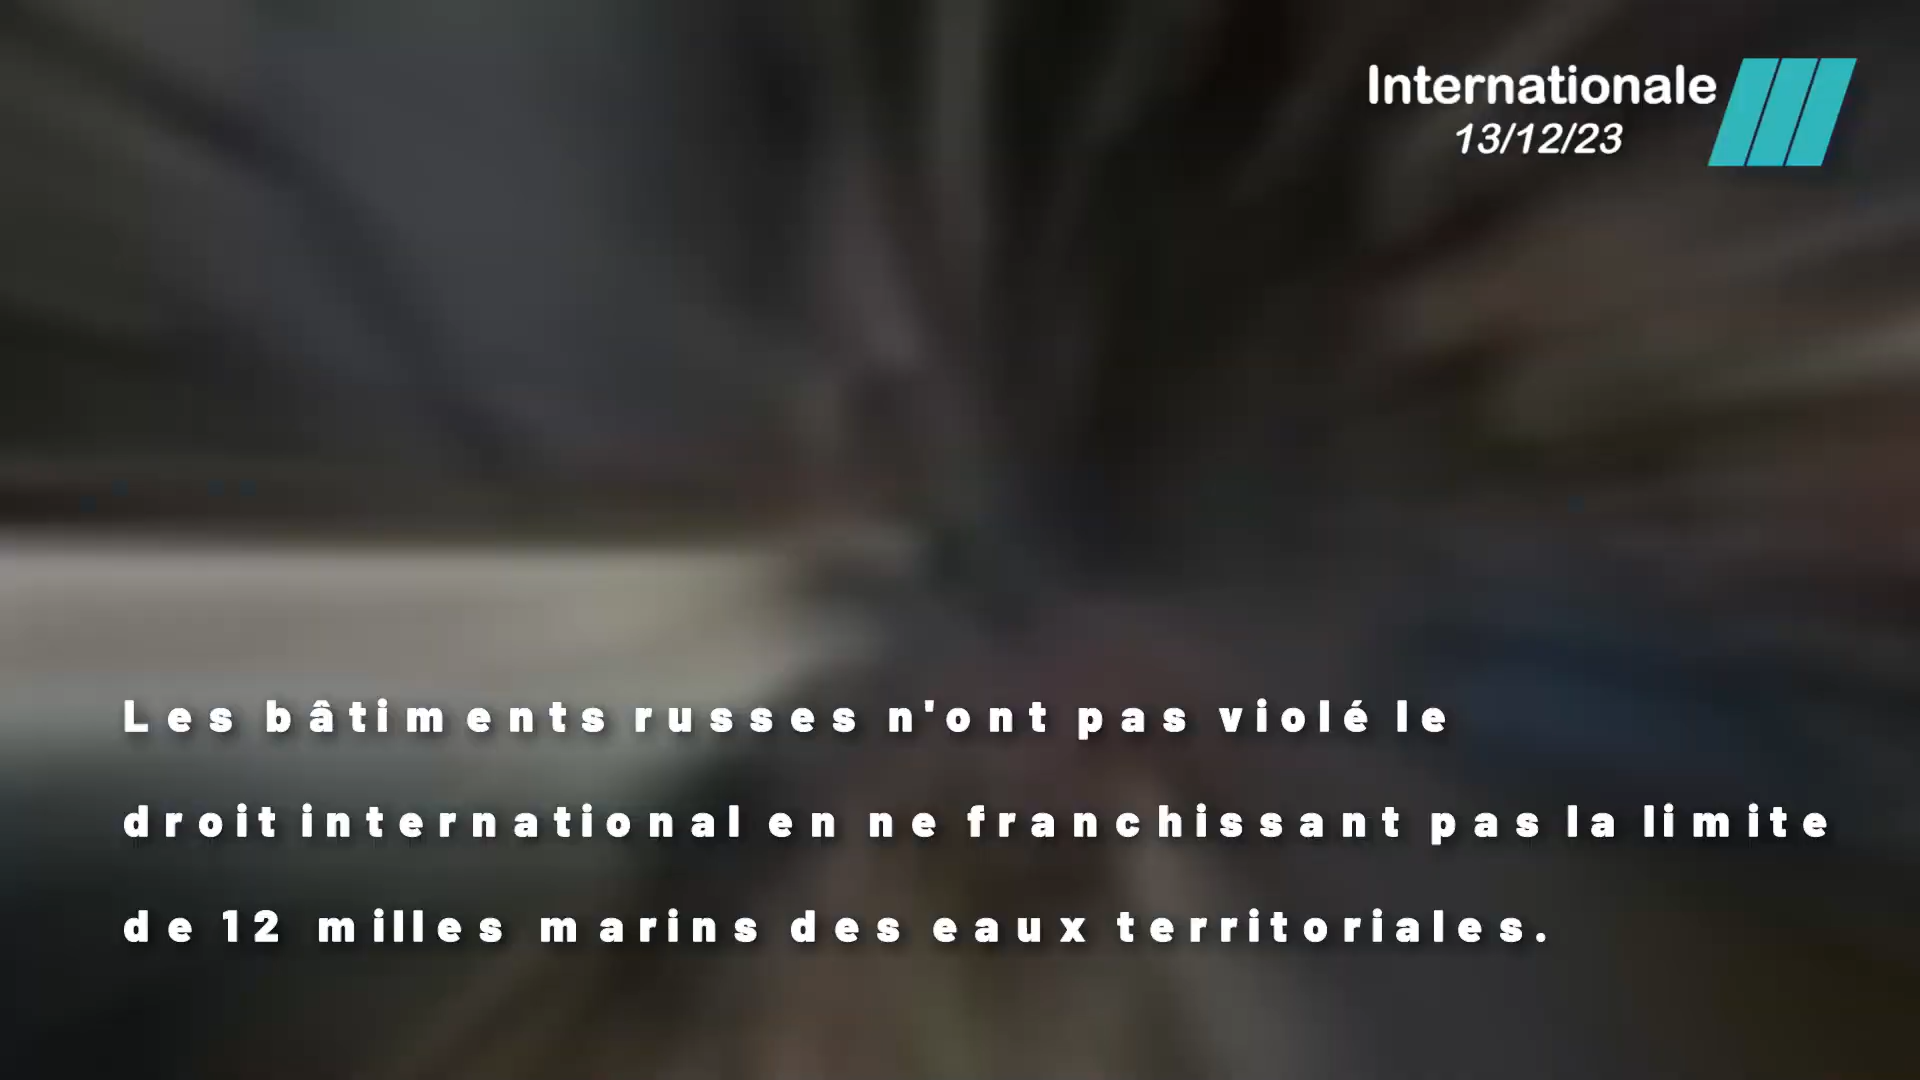 Internationale
13/12/23
Les bâtiments russes n'ont pas violé le
droit international en ne franchissant pas la limite
de 12 milles marins des eaux territoriales.